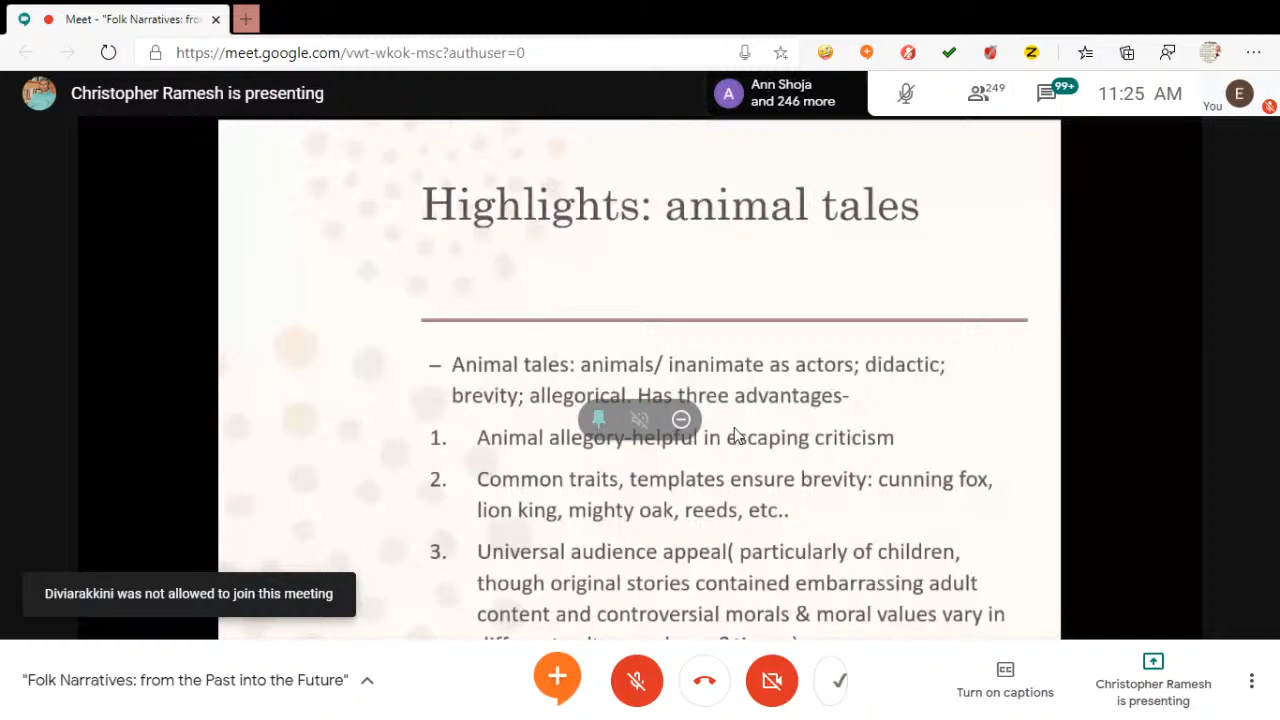 Meet - "Folk Narratives: fro
https://meet.google.com/vwt-wkok-msc?authuser=0
Christopher Ramesh is presenting
A
Ann Shoja
and 246 more
249
99+
11:25 AM
You
E
Highlights: animal tales
– Animal tales: animals/ inanimate as actors; didactic;
brevity; allegorical. Has three advantages-
1. Animal allegory-helpful in escaping criticism
2. Common traits, templates ensure brevity: cunning fox,
lion king, mighty oak, reeds, etc..
3. Universal audience appeal( particularly of children,
though original stories contained embarrassing adult
content and controversial morals & moral values vary in
Diviarakkini was not allowed to join this meeting
"Folk Narratives: from the Past into the Future"
CC
Turn on captions
Christopher Ramesh
is presenting